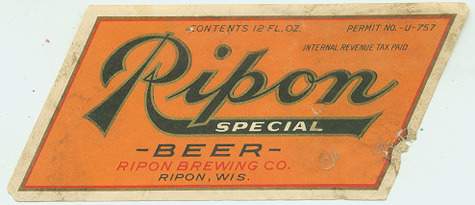 CONTENTS 12 FL. OZ.
PERMIT NO.-U-757
INTERNAL REVENUE TAX PAID
Ripon
SPECIAL
-BEER-
RIPON BREWING CO.
RIPON, WIS.